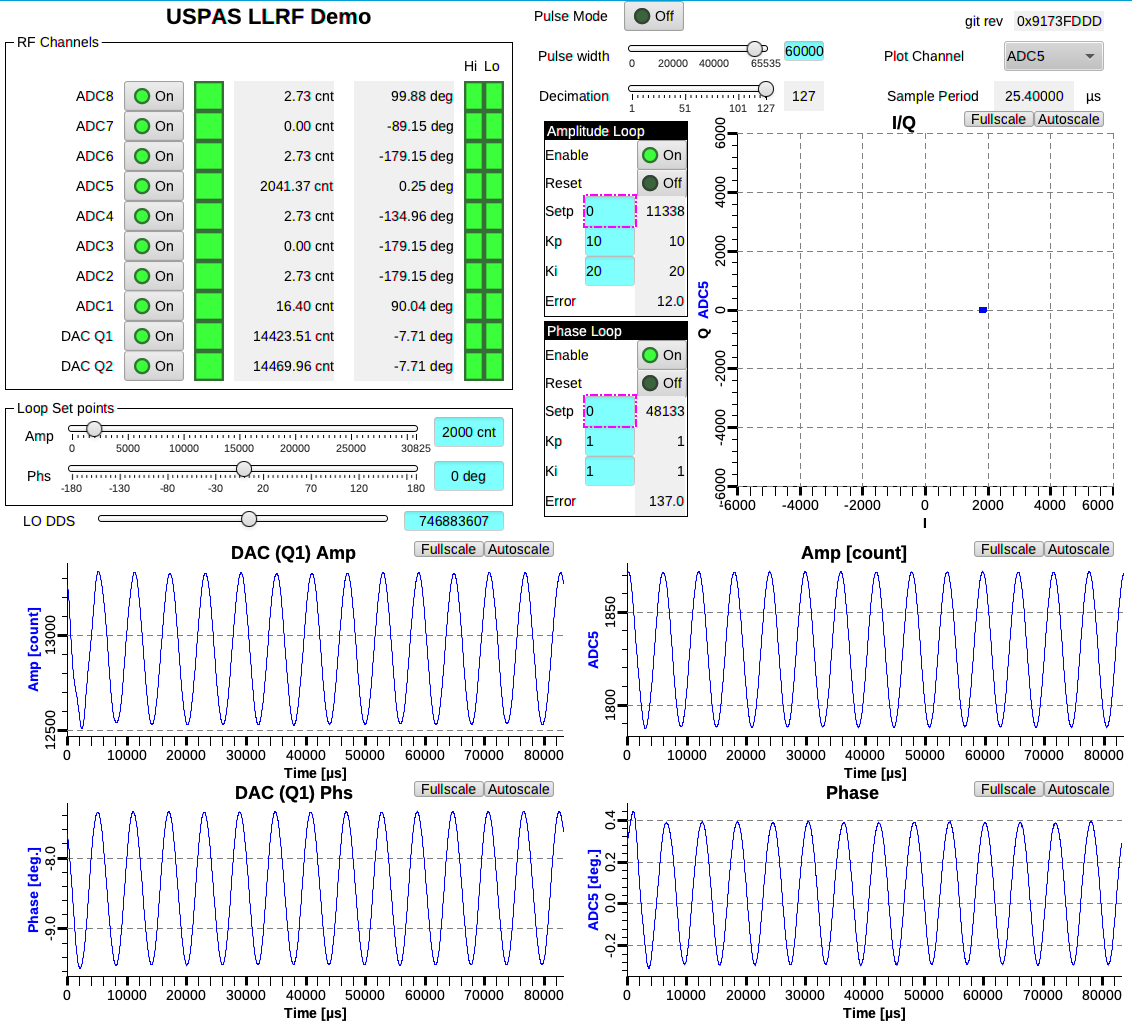 USPAS LLRF Demo
Pulse Mode Off
git rev 0x9173FDDD
Pulse width 60000
0 20000 40000 65535
Plot Channel ADC5
Decimation 127
1 51 101 127
Sample Period 25.40000 µs
RF Channels
Hi Lo
ADC8 On 2.73 cnt 99.88 deg
ADC7 On 0.00 cnt -89.15 deg
ADC6 On 2.73 cnt -179.15 deg
ADC5 On 2041.37 cnt 0.25 deg
ADC4 On 2.73 cnt -134.96 deg
ADC3 On 0.00 cnt -179.15 deg
ADC2 On 2.73 cnt -179.15 deg
ADC1 On 16.40 cnt 90.04 deg
DAC Q1 On 14423.51 cnt -7.71 deg
DAC Q2 On 14469.96 cnt -7.71 deg
Amplitude Loop
Enable On
Reset Off
Setp 0 11338
Kp 10 10
Ki 20 20
Error 12.0
Phase Loop
Enable On
Reset Off
Setp 0 48133
Kp 1 1
Ki 1 1
Error 137.0
I/Q
Fullscale Autoscale
6000
4000
2000
0
-2000
-4000
-6000
ADC5
Q
-6000 -4000 -2000 0 2000 4000 6000
I
Loop Set points
Amp 2000 cnt
0 5000 10000 15000 20000 25000 30825
Phs 0 deg
-180 -130 -80 -30 20 70 120 180
LO DDS 746883607
DAC (Q1) Amp
Fullscale Autoscale
Amp [count]
13000
12500
0 10000 20000 30000 40000 50000 60000 70000 80000
Time [µs]
Amp [count]
Fullscale Autoscale
ADC5
1850
1800
0 10000 20000 30000 40000 50000 60000 70000 80000
Time [µs]
DAC (Q1) Phs
Fullscale Autoscale
Phase [deg.]
-8.0
-9.0
0 10000 20000 30000 40000 50000 60000 70000 80000
Time [µs]
Phase
Fullscale Autoscale
ADC5 [deg.]
0.4
0.2
0.0
-0.2
0 10000 20000 30000 40000 50000 60000 70000 80000
Time [µs]